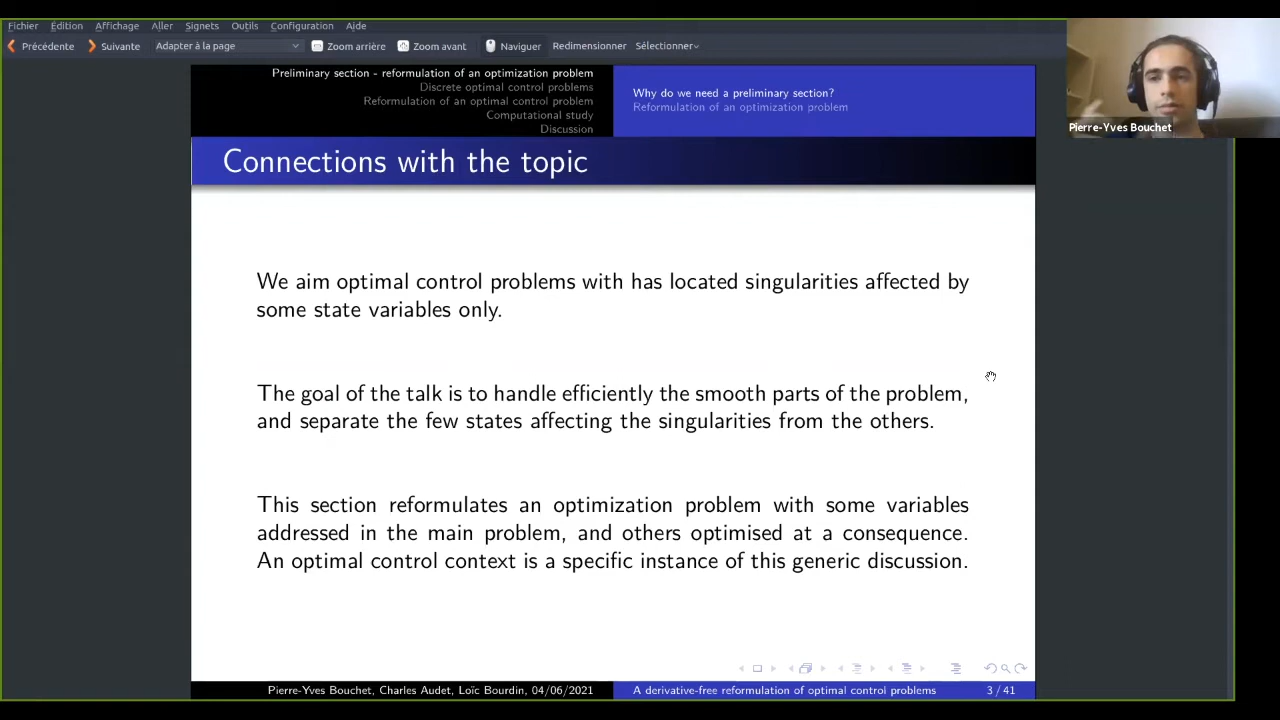 Fichier Édition Affichage Aller Signets Outils Configuration Aide
Précédente Suivante Adapter à la page Zoom arrière Zoom avant Naviguer Redimensionner Sélectionner
Pierre-Yves Bouchet
Preliminary section - reformulation of an optimization problem
Discrete optimal control problems
Reformulation of an optimal control problem
Computational study
Discussion
Why do we need a preliminary section?
Reformulation of an optimization problem
Connections with the topic
We aim optimal control problems with has located singularities affected by
some state variables only.
The goal of the talk is to handle efficiently the smooth parts of the problem,
and separate the few states affecting the singularities from the others.
This section reformulates an optimization problem with some variables
addressed in the main problem, and others optimised at a consequence.
An optimal control context is a specific instance of this generic discussion.
Pierre-Yves Bouchet, Charles Audet, Loïc Bourdin, 04/06/2021
A derivative-free reformulation of optimal control problems
3 / 41